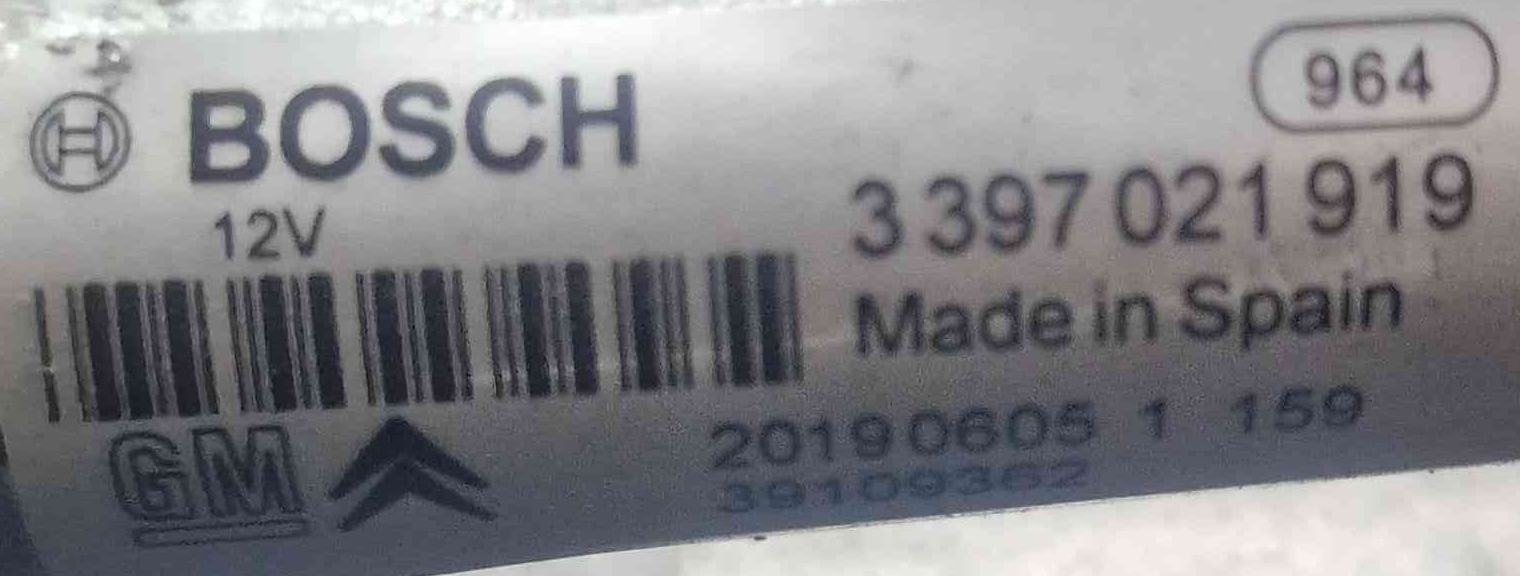 BOSCH
964
12V
3 397 021 919
Made in Spain
GM
20190605 1 159
39109362